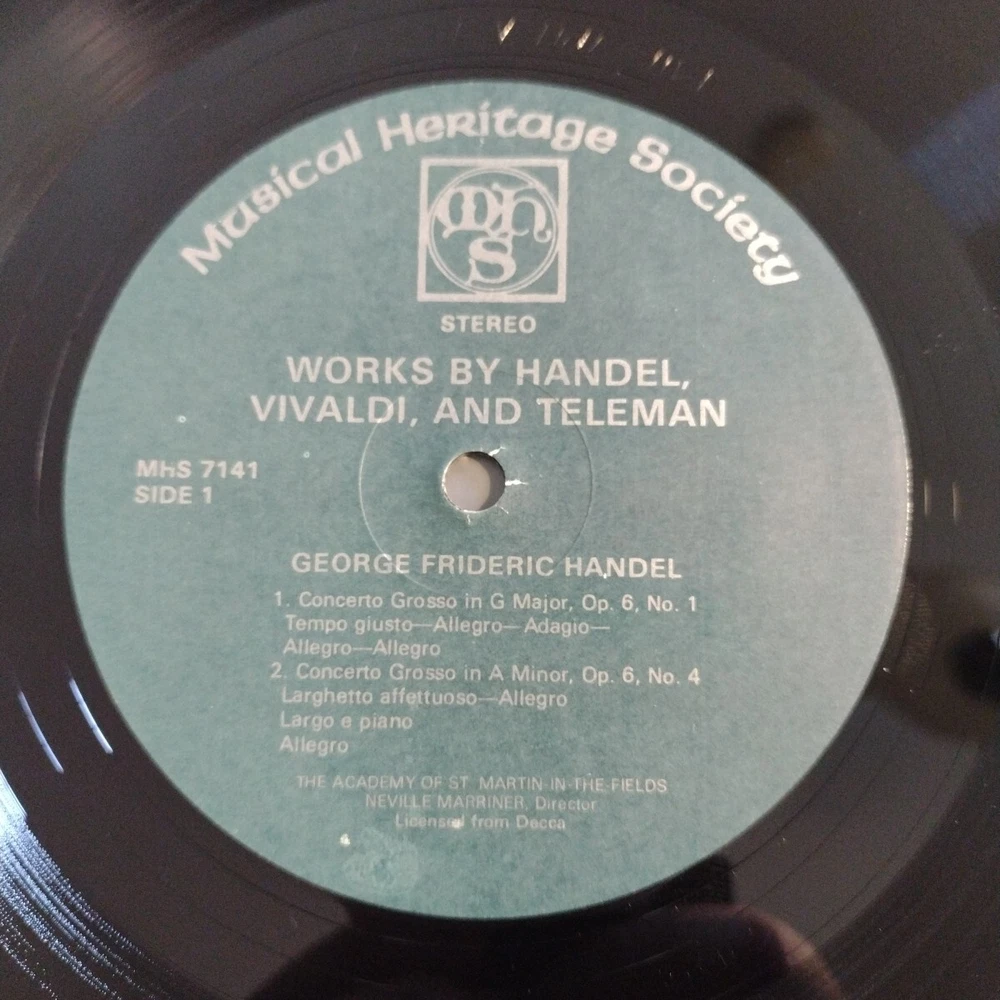 Musical Heritage Society
mhs
STEREO
WORKS BY HANDEL,
VIVALDI, AND TELEMAN
MHS 7141
SIDE 1
GEORGE FRIDERIC HANDEL
1. Concerto Grosso in G Major, Op. 6, No. 1
Tempo giusto—Allegro—Adagio—
Allegro—Allegro
2. Concerto Grosso in A Minor, Op. 6, No. 4
Larghetto affettuoso—Allegro
Largo e piano
Allegro
THE ACADEMY OF ST MARTIN-IN-THE-FIELDS
NEVILLE MARRINER, Director
Licensed from Decca